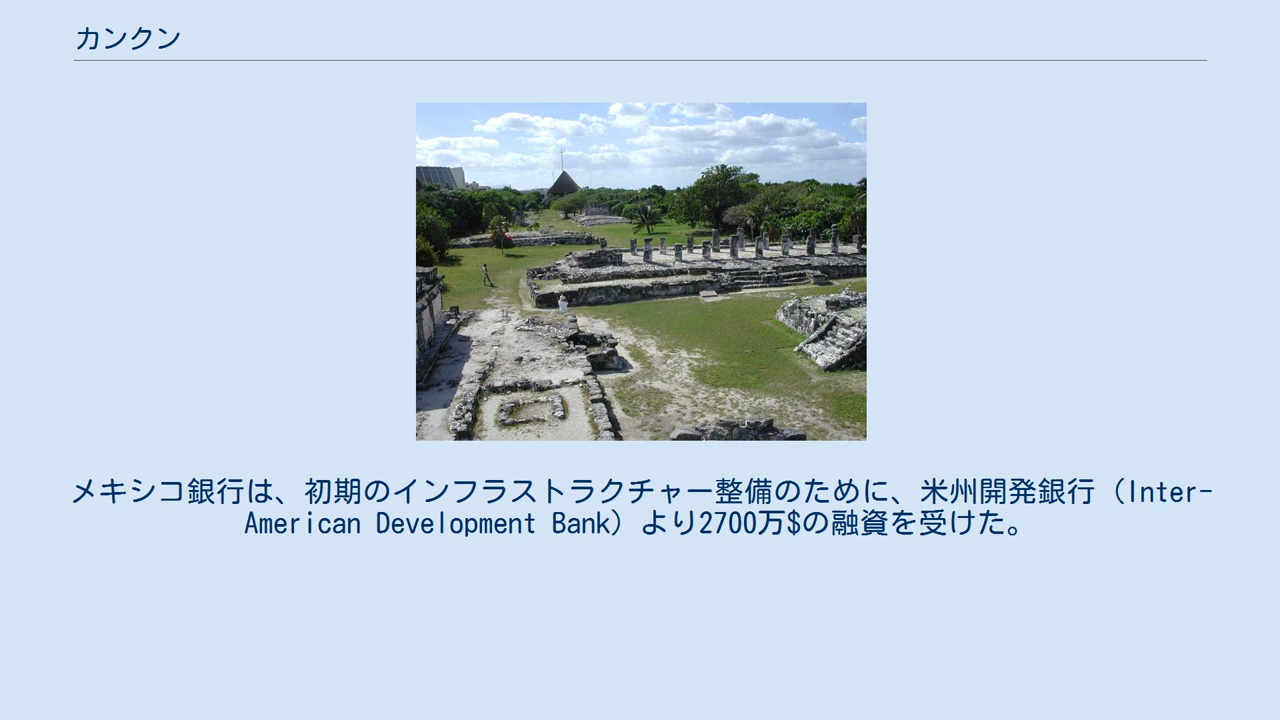 カンクン
メキシコ銀行は、初期のインフラストラクチャー整備のために、米州開発銀行（Inter-
American Development Bank）より2700万$の融資を受けた。